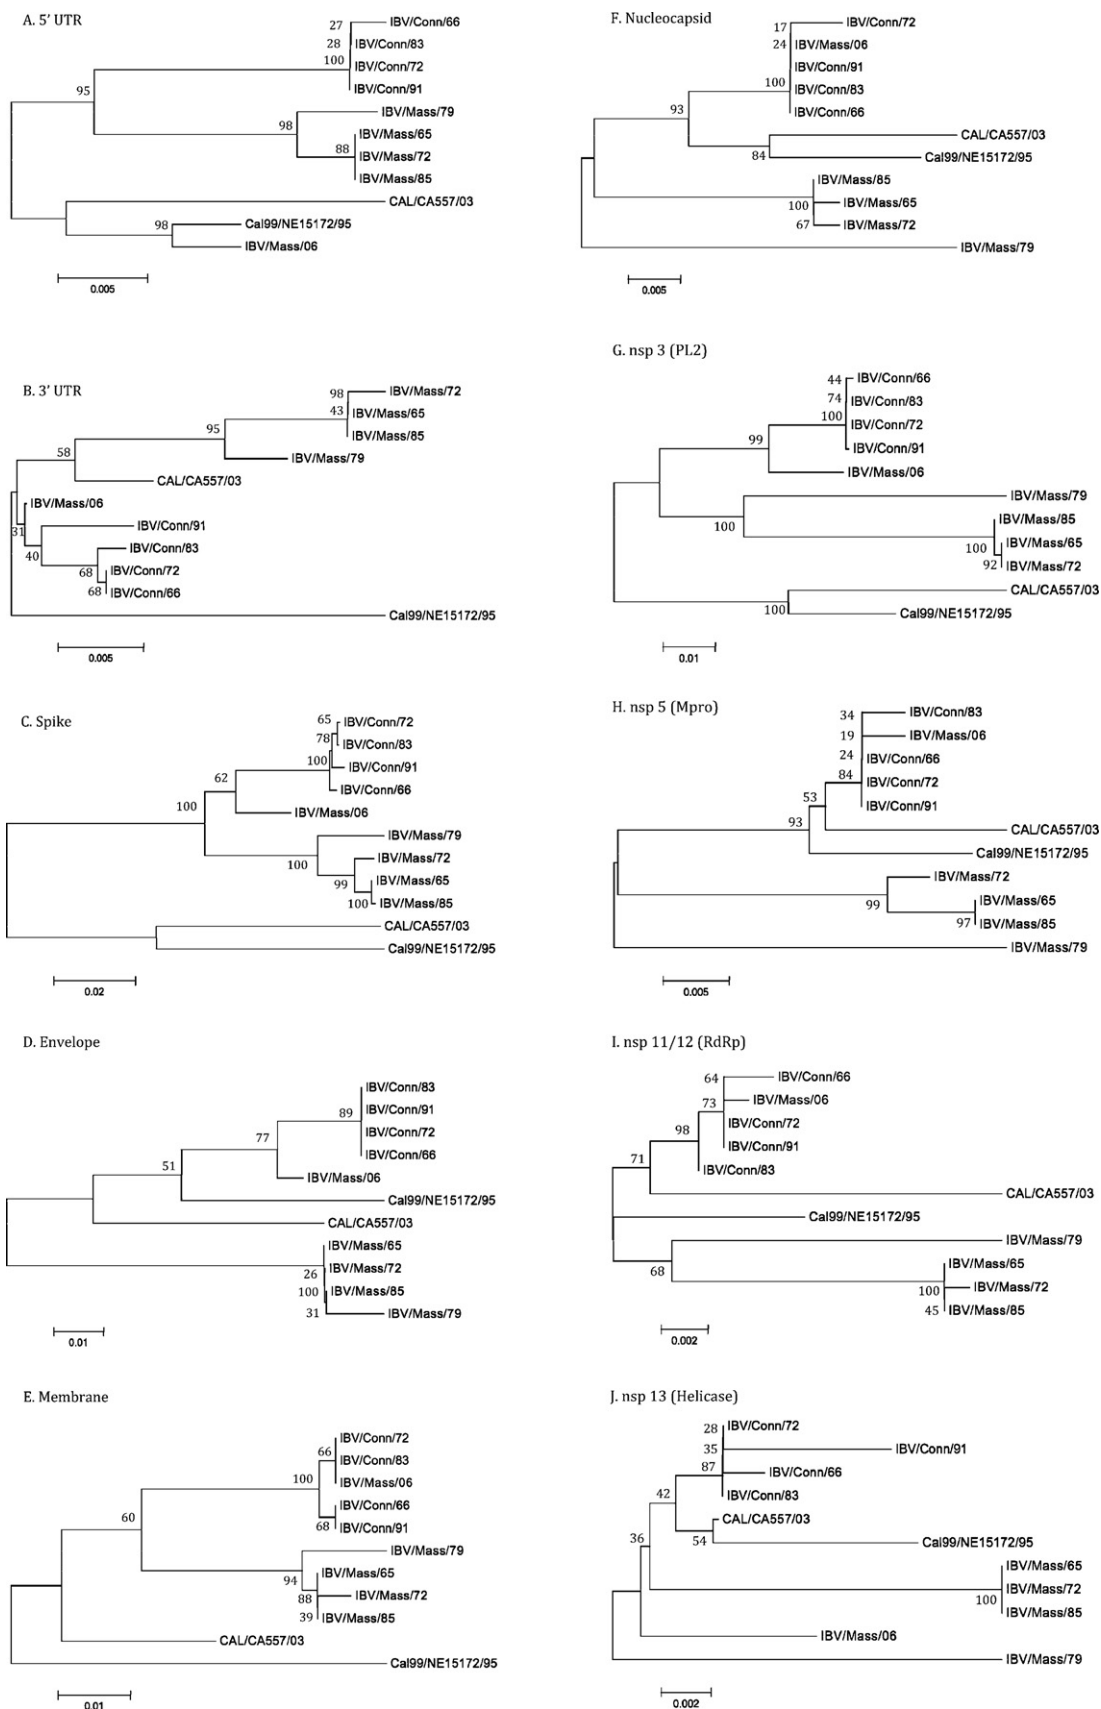 A. 5′ UTR
27
IBV/Conn/66
28
IBV/Conn/83
100
IBV/Conn/72
IBV/Conn/91
95
IBV/Mass/79
98
IBV/Mass/65
88
IBV/Mass/72
IBV/Mass/85
CAL/CA557/03
98
Cal99/NE15172/95
IBV/Mass/06
0.005
B. 3′ UTR
98
IBV/Mass/72
43
IBV/Mass/65
IBV/Mass/85
95
IBV/Mass/79
58
CAL/CA557/03
IBV/Mass/06
31
IBV/Conn/91
40
IBV/Conn/83
68
IBV/Conn/72
68
IBV/Conn/66
Cal99/NE15172/95
0.005
C. Spike
65
IBV/Conn/72
78
IBV/Conn/83
100
IBV/Conn/91
62
IBV/Conn/66
100
IBV/Mass/06
IBV/Mass/79
100
IBV/Mass/72
99
IBV/Mass/65
100
IBV/Mass/85
CAL/CA557/03
Cal99/NE15172/95
0.02
D. Envelope
IBV/Conn/83
89
IBV/Conn/91
77
IBV/Conn/72
IBV/Conn/66
51
IBV/Mass/06
Cal99/NE15172/95
CAL/CA557/03
IBV/Mass/65
26
IBV/Mass/72
100
IBV/Mass/85
31
IBV/Mass/79
0.01
E. Membrane
IBV/Conn/72
66
IBV/Conn/83
100
IBV/Mass/06
IBV/Conn/66
68
IBV/Conn/91
60
IBV/Mass/79
94
IBV/Mass/65
88
IBV/Mass/72
39
IBV/Mass/85
CAL/CA557/03
Cal99/NE15172/95
0.01
F. Nucleocapsid
17
IBV/Conn/72
24
IBV/Mass/06
IBV/Conn/91
100
IBV/Conn/83
93
IBV/Conn/66
CAL/CA557/03
84
Cal99/NE15172/95
IBV/Mass/85
100
IBV/Mass/65
67
IBV/Mass/72
IBV/Mass/79
0.005
G. nsp 3 (PL2)
44
IBV/Conn/66
74
IBV/Conn/83
100
IBV/Conn/72
99
IBV/Conn/91
IBV/Mass/06
IBV/Mass/79
100
IBV/Mass/85
100
IBV/Mass/65
92
IBV/Mass/72
CAL/CA557/03
100
Cal99/NE15172/95
0.01
H. nsp 5 (Mpro)
34
IBV/Conn/83
19
IBV/Mass/06
24
IBV/Conn/66
84
IBV/Conn/72
53
IBV/Conn/91
93
CAL/CA557/03
Cal99/NE15172/95
IBV/Mass/72
99
IBV/Mass/65
97
IBV/Mass/85
IBV/Mass/79
0.005
I. nsp 11/12 (RdRp)
64
IBV/Conn/66
73
IBV/Mass/06
98
IBV/Conn/72
IBV/Conn/91
71
IBV/Conn/83
CAL/CA557/03
Cal99/NE15172/95
IBV/Mass/79
68
IBV/Mass/65
100
IBV/Mass/72
45
IBV/Mass/85
0.002
J. nsp 13 (Helicase)
28
IBV/Conn/72
35
IBV/Conn/91
87
IBV/Conn/66
42
IBV/Conn/83
CAL/CA557/03
36
54
Cal99/NE15172/95
IBV/Mass/65
IBV/Mass/72
100
IBV/Mass/85
IBV/Mass/06
IBV/Mass/79
0.002